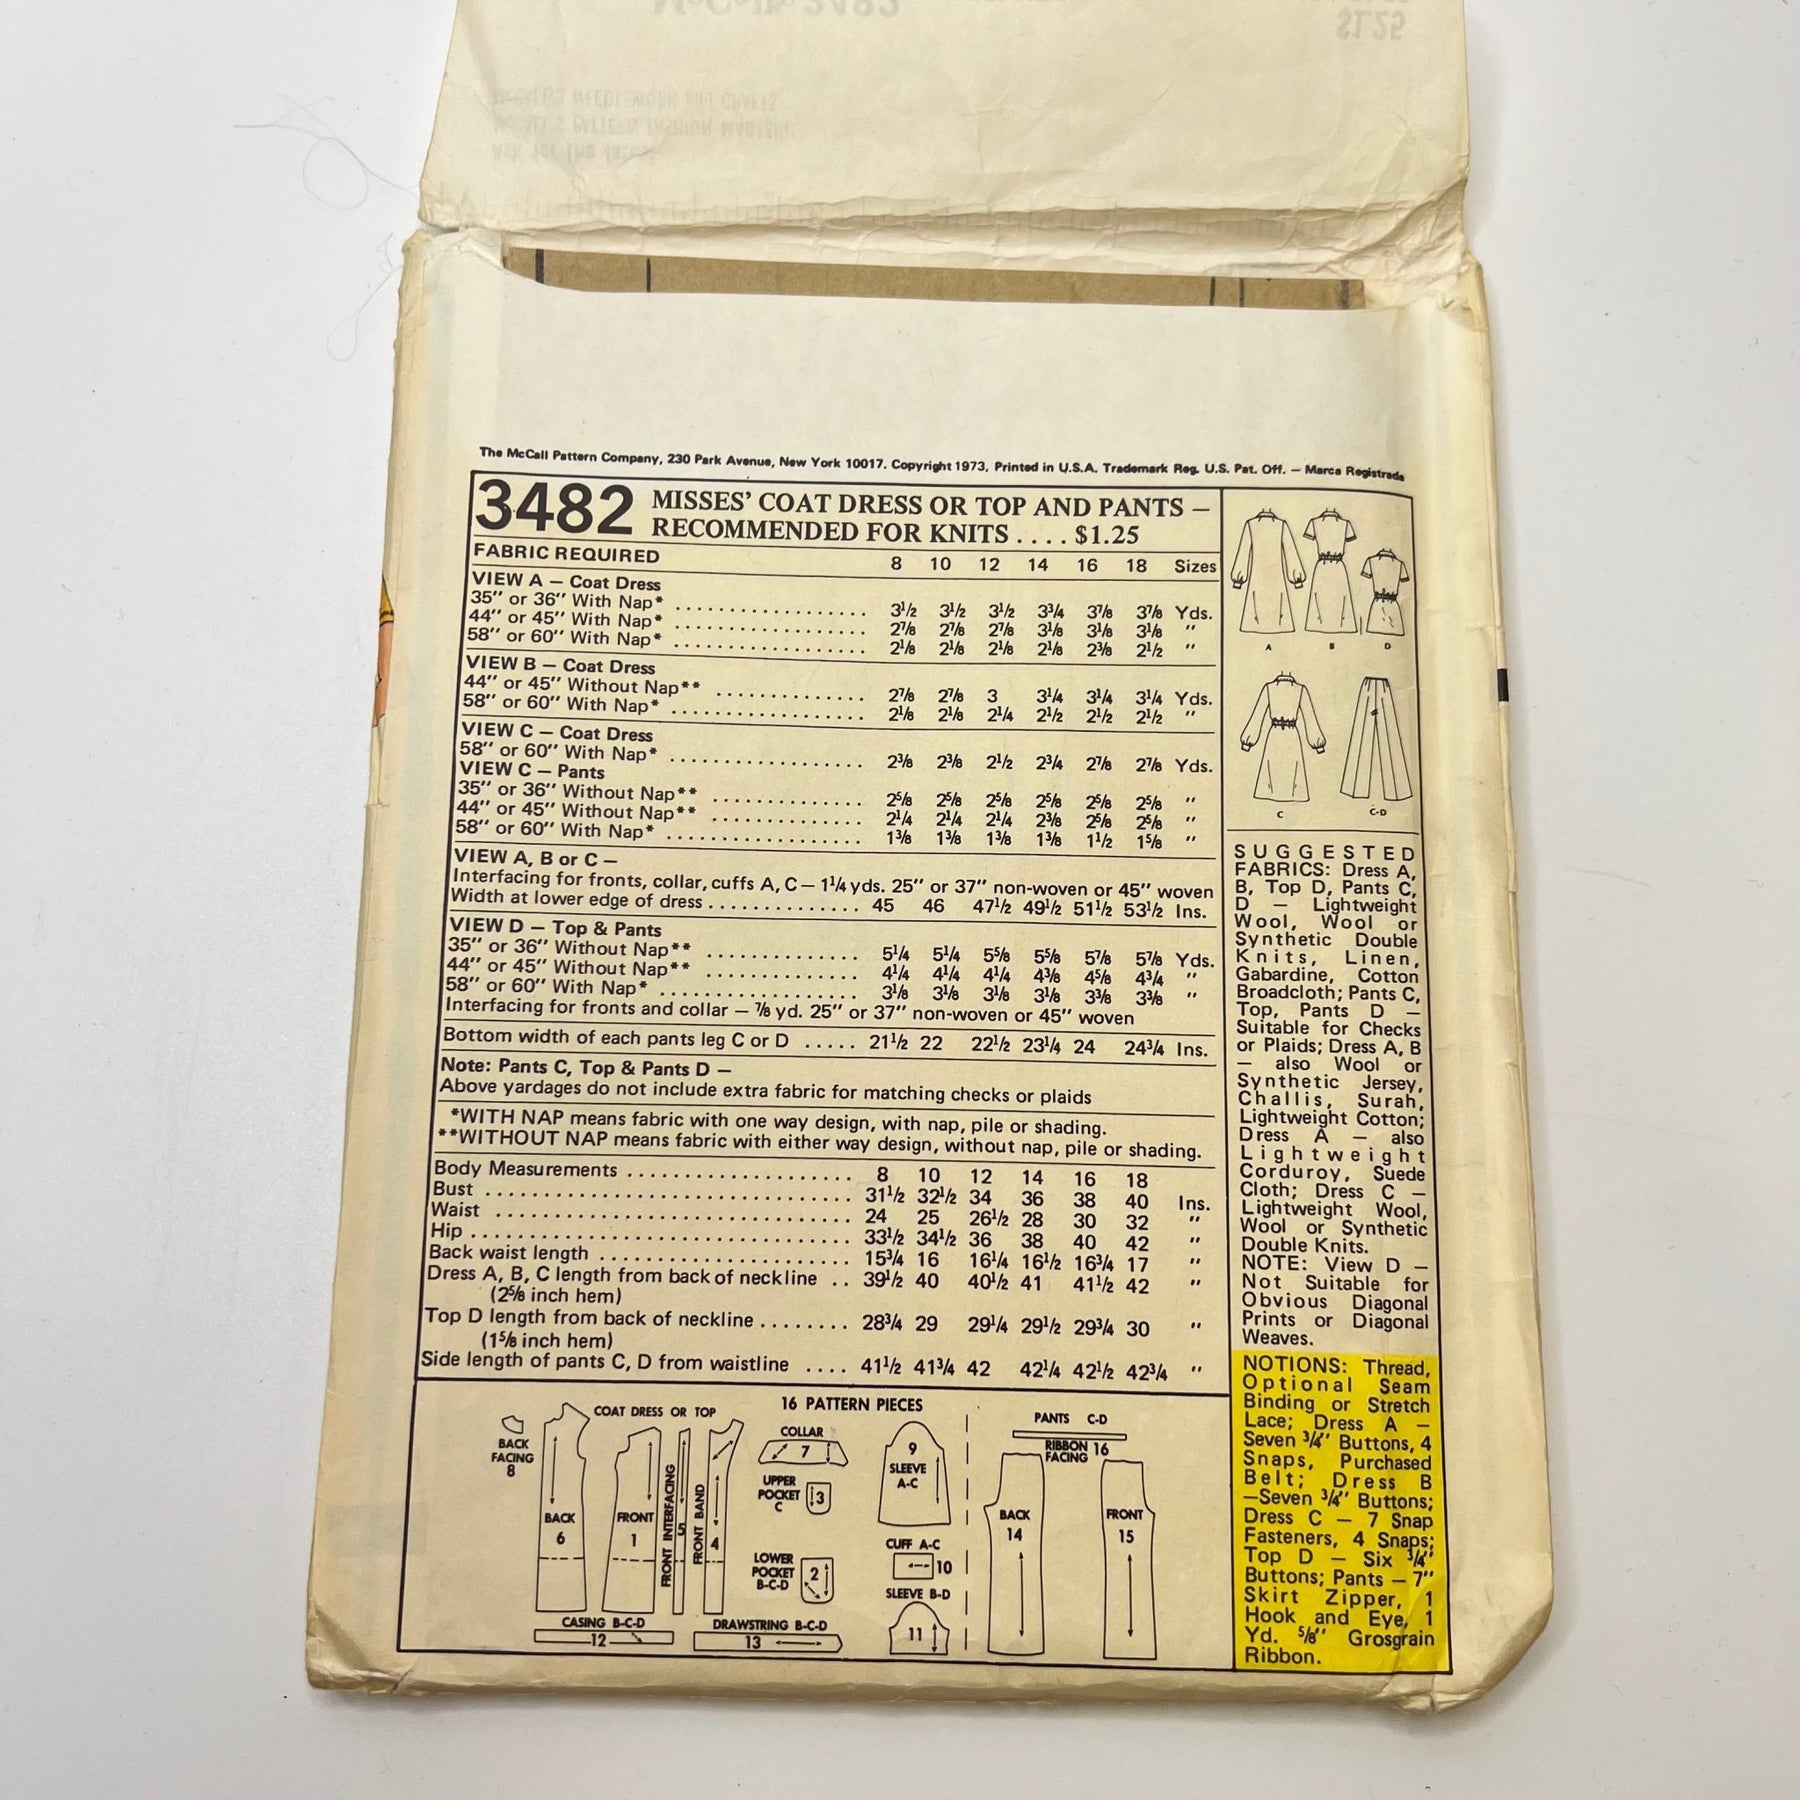 $1.25
McCall's 3482
McCALL'S NEEDLEWORK AND CRAFTS
McCALL'S PATTERN FASHION MAGAZINE
Ask for the latest
The McCall Pattern Company, 230 Park Avenue, New York 10017. Copyright 1973, Printed in U.S.A. Trademark Reg. U.S. Pat. Off. — Marca Registrada
3482 MISSES' COAT DRESS OR TOP AND PANTS —
RECOMMENDED FOR KNITS . . . . $1.25
FABRIC REQUIRED 8 10 12 14 16 18 Sizes
VIEW A — Coat Dress
35" or 36" With Nap* 3½ 3½ 3½ 3¾ 3⅞ 3⅞ Yds.
44" or 45" With Nap* 2⅞ 2⅞ 2⅞ 3⅛ 3⅛ 3⅛ "
58" or 60" With Nap* 2⅛ 2⅛ 2⅛ 2⅛ 2⅜ 2½ "
VIEW B — Coat Dress
44" or 45" Without Nap** 2⅞ 2⅞ 3 3¼ 3¼ 3¼ Yds.
58" or 60" With Nap* 2⅛ 2⅛ 2¼ 2½ 2½ 2½ "
VIEW C — Coat Dress
58" or 60" With Nap* 2⅜ 2⅜ 2½ 2¾ 2⅞ 2⅞ Yds.
VIEW C — Pants
35" or 36" Without Nap** 2⅝ 2⅝ 2⅝ 2⅝ 2⅝ 2⅝ "
44" or 45" Without Nap** 2¼ 2¼ 2¼ 2⅜ 2⅝ 2⅝ "
58" or 60" With Nap* 1⅜ 1⅜ 1⅜ 1⅜ 1½ 1⅝ "
VIEW A, B or C —
Interfacing for fronts, collar, cuffs A, C — 1¼ yds. 25" or 37" non-woven or 45" woven
Width at lower edge of dress 45 46 47½ 49½ 51½ 53½ Ins.
VIEW D — Top & Pants
35" or 36" Without Nap** 5¼ 5¼ 5⅝ 5⅝ 5⅞ 5⅞ Yds.
44" or 45" Without Nap** 4¼ 4¼ 4¼ 4⅜ 4⅝ 4¾ "
58" or 60" With Nap* 3⅛ 3⅛ 3⅛ 3⅛ 3⅜ 3⅜ "
Interfacing for fronts and collar — ⅞ yd. 25" or 37" non-woven or 45" woven
Bottom width of each pants leg C or D 21½ 22 22½ 23¼ 24 24¾ Ins.
Note: Pants C, Top & Pants D —
Above yardages do not include extra fabric for matching checks or plaids
*WITH NAP means fabric with one way design, with nap, pile or shading.
**WITHOUT NAP means fabric with either way design, without nap, pile or shading.
Body Measurements 8 10 12 14 16 18
Bust 31½ 32½ 34 36 38 40 Ins.
Waist 24 25 26½ 28 30 32 "
Hip 33½ 34½ 36 38 40 42 "
Back waist length 15¾ 16 16¼ 16½ 16¾ 17 "
Dress A, B, C length from back of neckline 39½ 40 40½ 41 41½ 42 "
(2⅝ inch hem)
Top D length from back of neckline 28¾ 29 29¼ 29½ 29¾ 30 "
(1⅝ inch hem)
Side length of pants C, D from waistline 41½ 41¾ 42 42¼ 42½ 42¾ "
A B D
C C-D
SUGGESTED
FABRICS: Dress A,
B, Top D, Pants C,
D — Lightweight
Wool, Wool or
Synthetic Double
Knits, Linen,
Gabardine, Cotton
Broadcloth; Pants C,
Top, Pants D —
Suitable for Checks
or Plaids; Dress A, B
— also Wool or
Synthetic Jersey,
Challis, Surah,
Lightweight Cotton;
Dress A — also
Lightweight
Corduroy, Suede
Cloth; Dress C —
Lightweight Wool,
Wool or Synthetic
Double Knits.
NOTE: View D —
Not Suitable for
Obvious Diagonal
Prints or Diagonal
Weaves.
NOTIONS: Thread,
Optional Seam
Binding or Stretch
Lace; Dress A —
Seven ¾" Buttons, 4
Snaps, Purchased
Belt; Dress B
—Seven ¾" Buttons;
Dress C — 7 Snap
Fasteners, 4 Snaps;
Top D — Six ¾"
Buttons; Pants — 7"
Skirt Zipper, 1
Hook and Eye, 1
Yd. ⅝" Grosgrain
Ribbon.
16 PATTERN PIECES
COAT DRESS OR TOP
BACK
FACING
8
BACK
6
FRONT
1
FRONT INTERFACING
5
FRONT BAND
4
COLLAR
7
UPPER
POCKET
C
3
LOWER
POCKET
B-C-D
2
9
SLEEVE
A-C
CUFF A-C
10
SLEEVE B-D
11
CASING B-C-D
12
DRAWSTRING B-C-D
13
PANTS C-D
RIBBON 16
FACING
BACK
14
FRONT
15